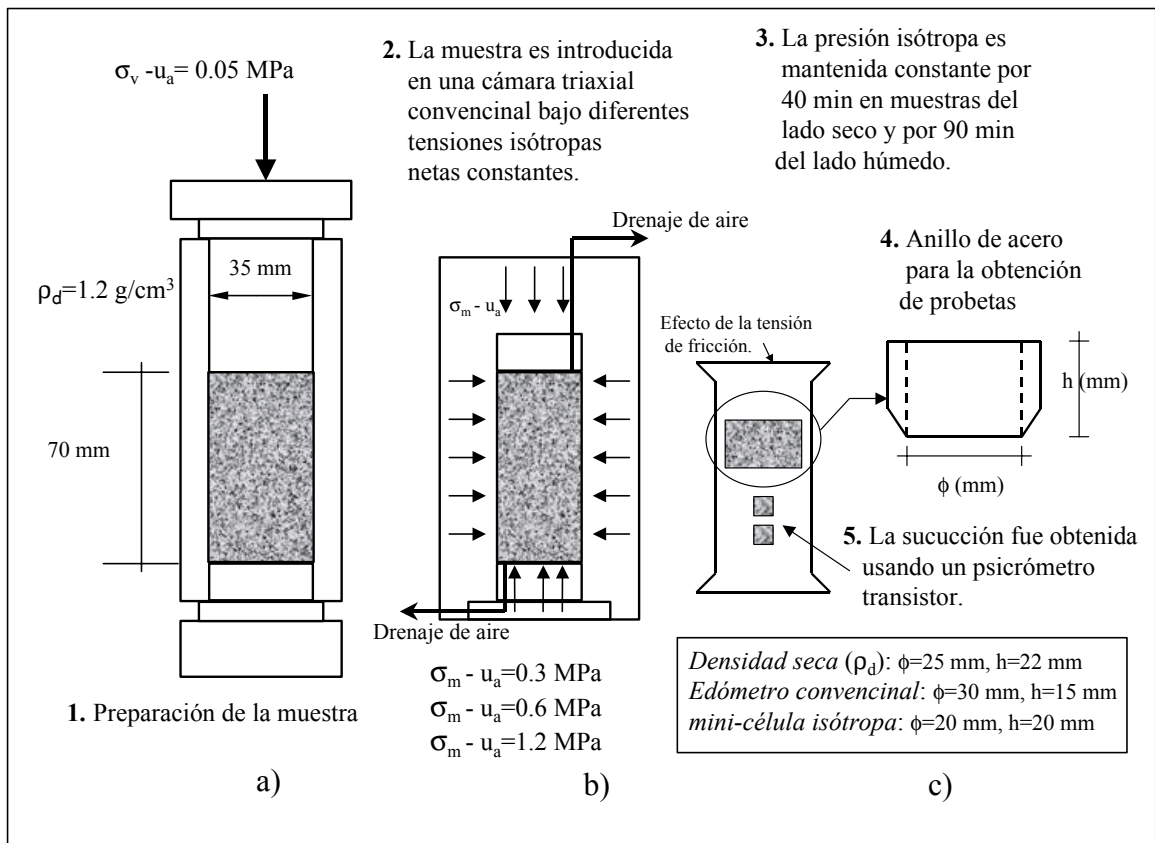 σv -ua= 0.05 MPa
35 mm
ρd=1.2 g/cm³
70 mm
1. Preparación de la muestra
a)
2. La muestra es introducida
en una cámara triaxial
convencinal bajo diferentes
tensiones isótropas
netas constantes.
Drenaje de aire
σm - ua
Drenaje de aire
σm - ua=0.3 MPa
σm - ua=0.6 MPa
σm - ua=1.2 MPa
b)
3. La presión isótropa es
mantenida constante por
40 min en muestras del
lado seco y por 90 min
del lado húmedo.
4. Anillo de acero
para la obtención
de probetas
Efecto de la tensión
de fricción.
h (mm)
ϕ (mm)
5. La sucucción fue obtenida
usando un psicrómetro
transistor.
Densidad seca (ρd): ϕ=25 mm, h=22 mm
Edómetro convencinal: ϕ=30 mm, h=15 mm
mini-célula isótropa: ϕ=20 mm, h=20 mm
c)